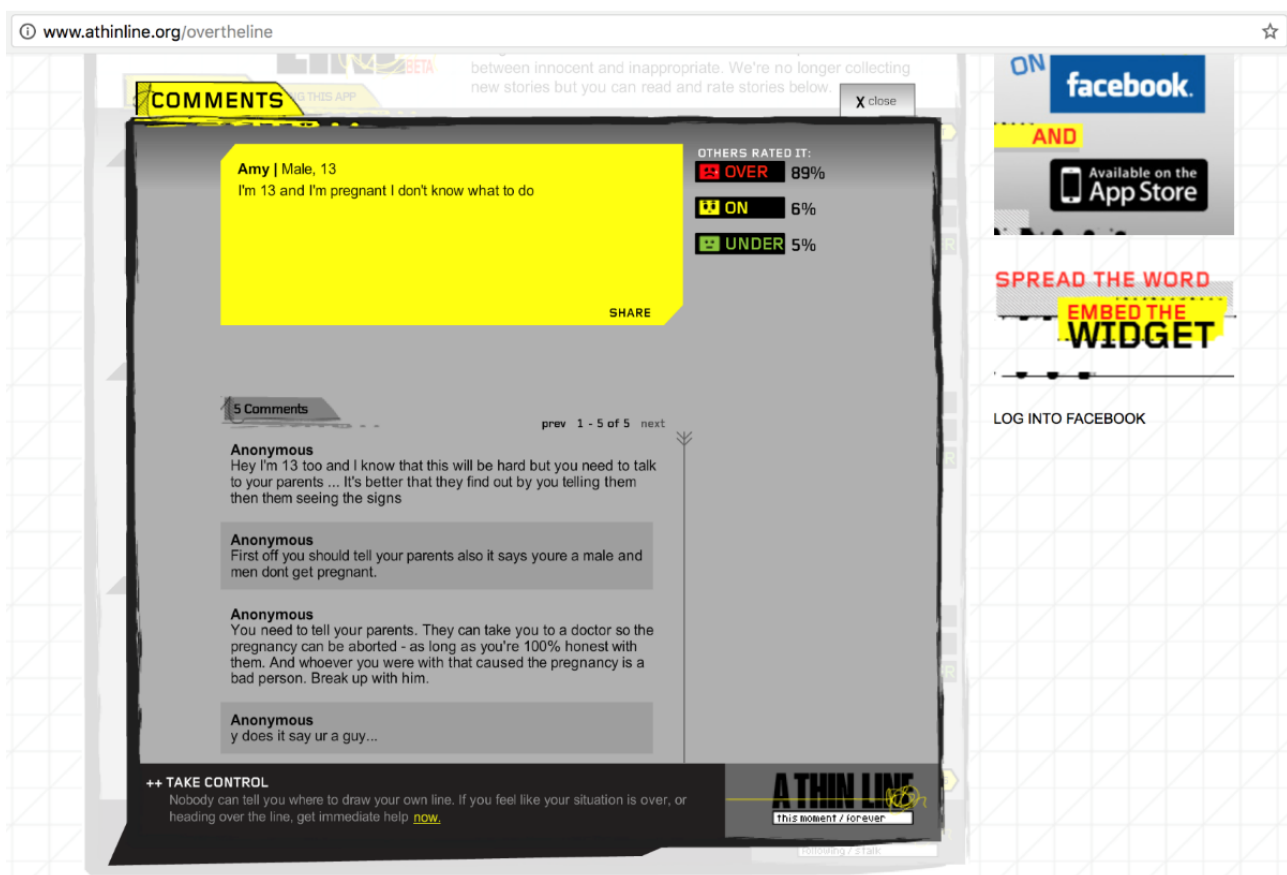 www.athinline.org/overtheline
LINE BETA
between innocent and inappropriate. We're no longer collecting
new stories but you can read and rate stories below.
COMMENTS
THIS APP
X close
Amy | Male, 13
I'm 13 and I'm pregnant I don't know what to do
SHARE
OTHERS RATED IT:
OVER 89%
ON 6%
UNDER 5%
5 Comments
prev 1 - 5 of 5 next
Anonymous
Hey I'm 13 too and I know that this will be hard but you need to talk
to your parents ... It's better that they find out by you telling them
then them seeing the signs
Anonymous
First off you should tell your parents also it says youre a male and
men dont get pregnant.
Anonymous
You need to tell your parents. They can take you to a doctor so the
pregnancy can be aborted - as long as you're 100% honest with
them. And whoever you were with that caused the pregnancy is a
bad person. Break up with him.
Anonymous
y does it say ur a guy...
++ TAKE CONTROL
Nobody can tell you where to draw your own line. If you feel like your situation is over, or
heading over the line, get immediate help now.
A THIN LINE
this moment / forever
ON
facebook.
AND
Available on the
App Store
SPREAD THE WORD
EMBED THE
WIDGET
LOG INTO FACEBOOK